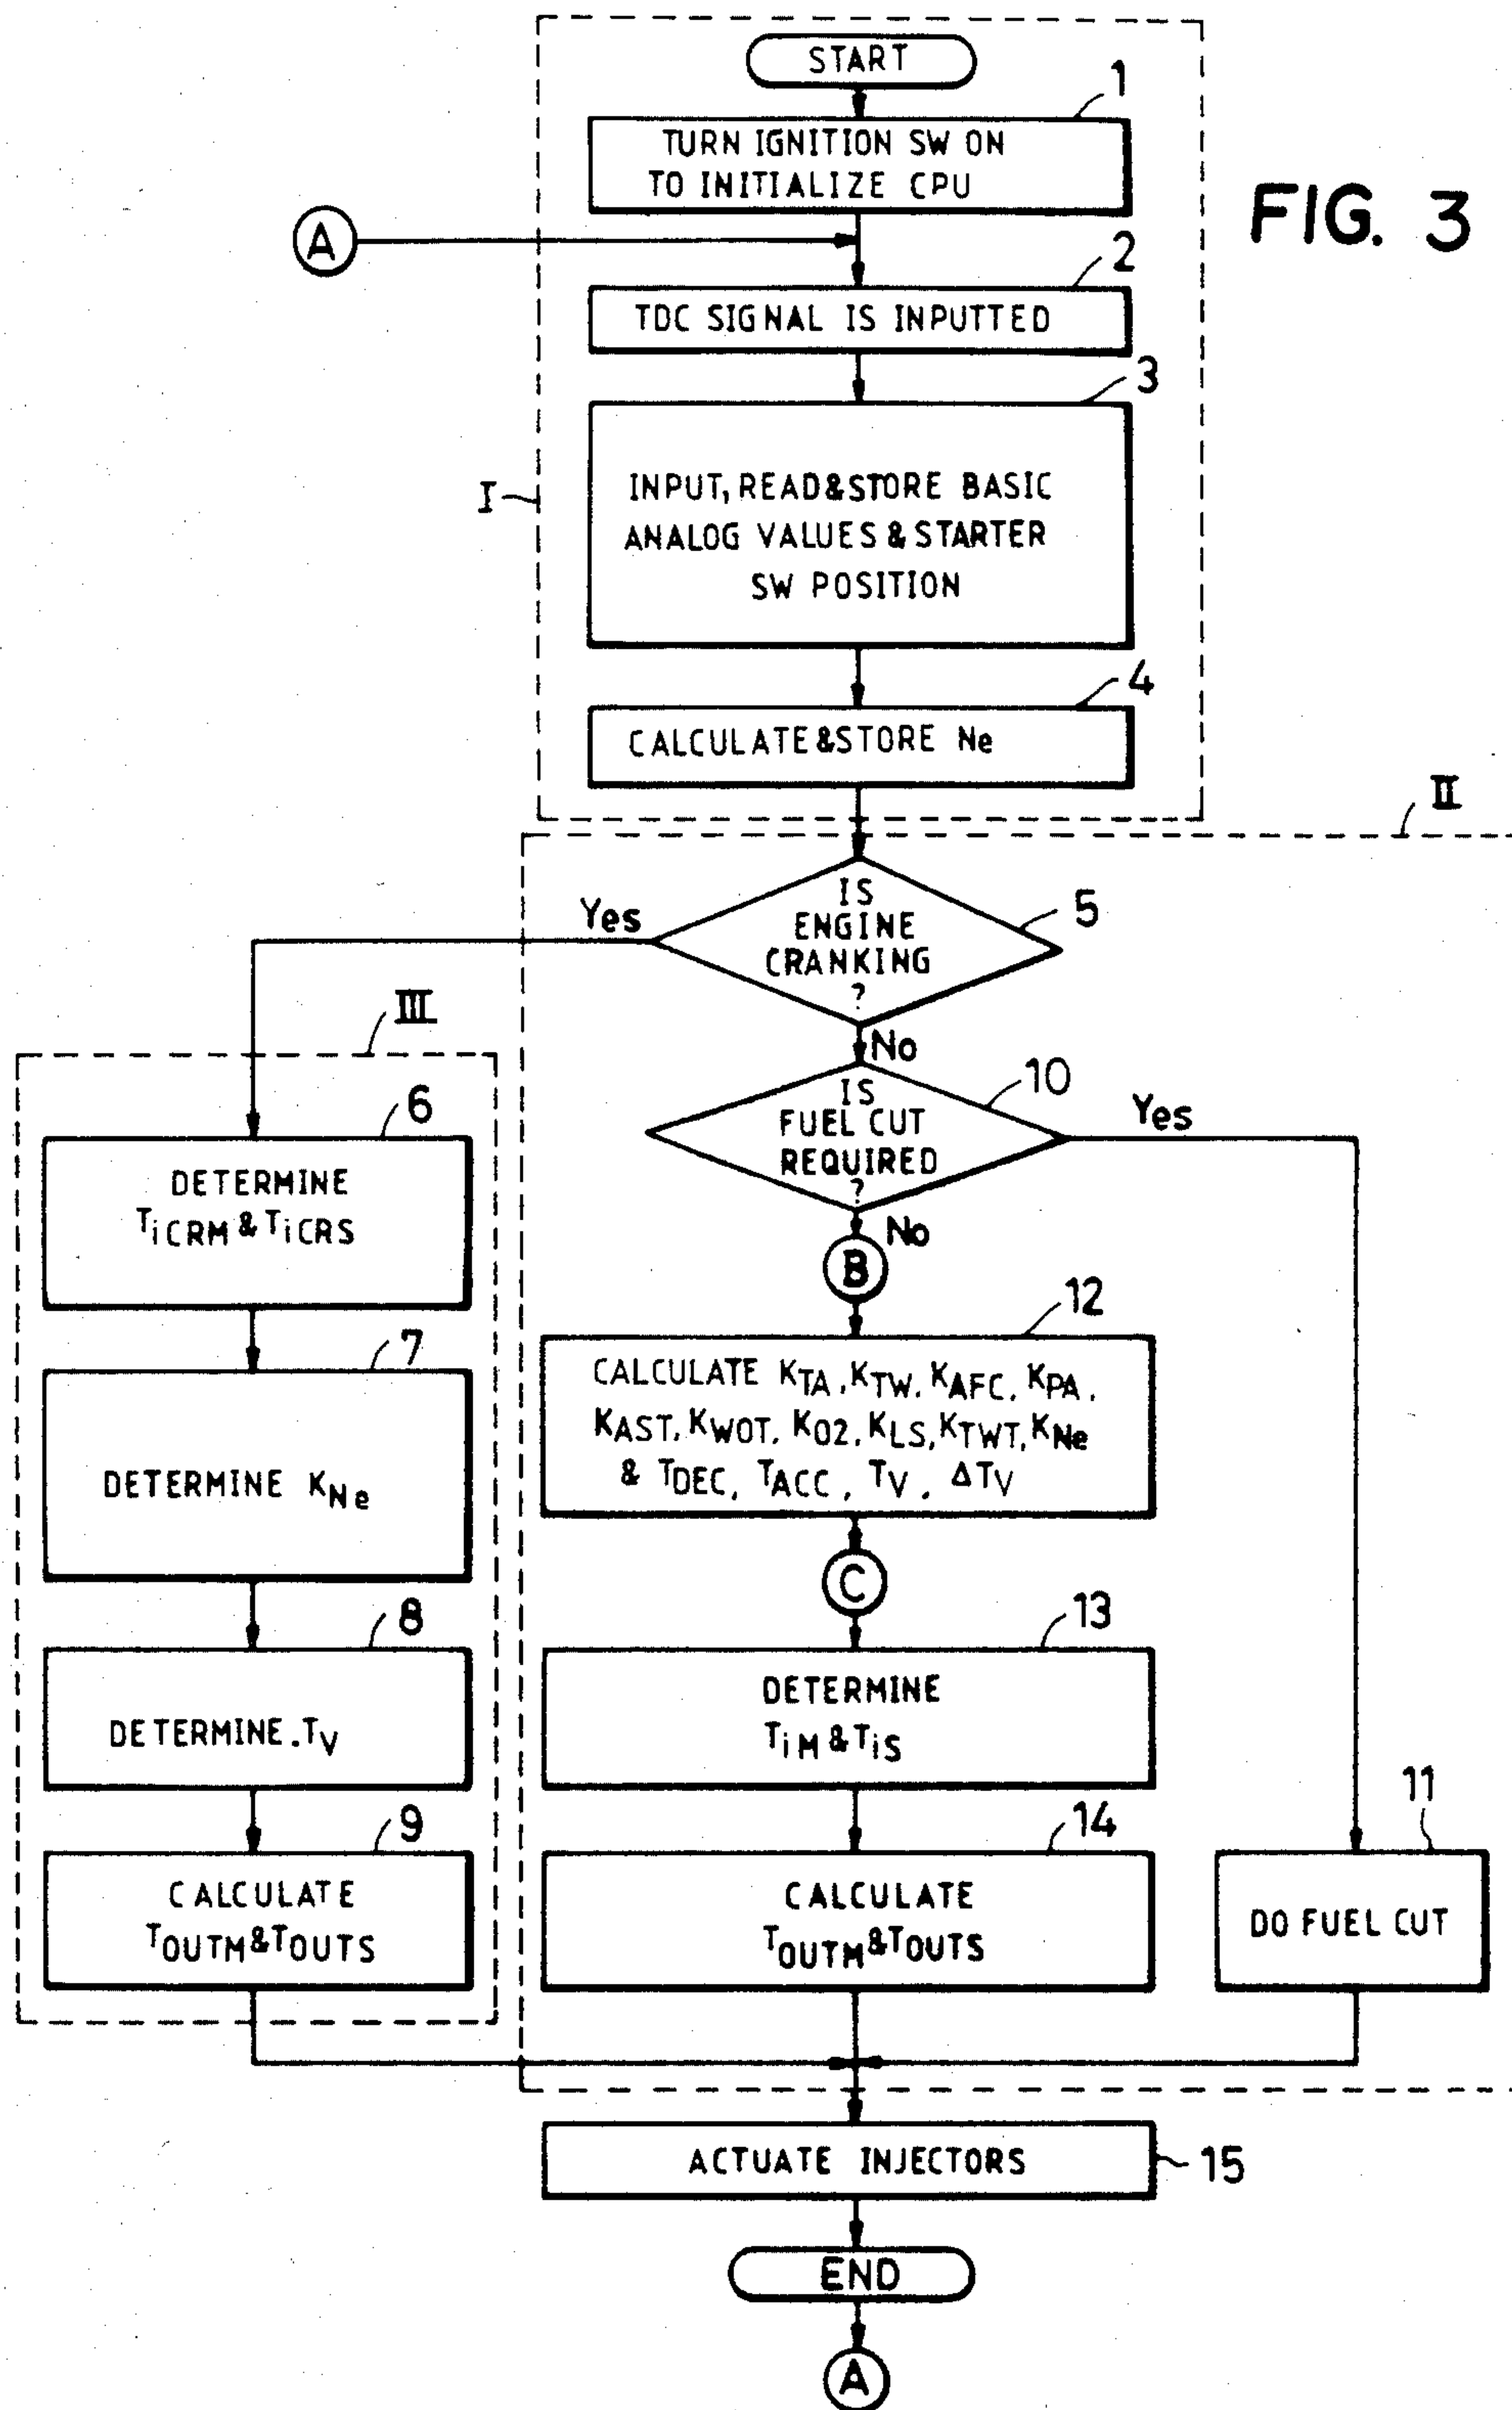 FIG. 3
START
1
TURN IGNITION SW ON
TO INITIALIZE CPU
A
2
TDC SIGNAL IS INPUTTED
3
I
INPUT, READ & STORE BASIC
ANALOG VALUES & STARTER
SW POSITION
4
CALCULATE & STORE Ne
II
5
IS
ENGINE
CRANKING
?
Yes
No
III
10
IS
FUEL CUT
REQUIRED
?
Yes
No
B
6
DETERMINE
TiCRM & TiCRS
7
DETERMINE KNe
8
DETERMINE.TV
9
CALCULATE
TOUTM & TOUTS
12
CALCULATE KTA, KTW, KAFC, KPA,
KAST, KWOT, KO2, KLS, KTWT, KNe
& TDEC, TACC, TV, ΔTV
C
13
DETERMINE
TiM & TiS
14
CALCULATE
TOUTM & TOUTS
11
DO FUEL CUT
ACTUATE INJECTORS
15
END
A